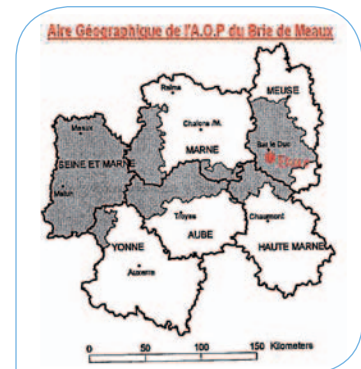 Aire Géographique de l'A.O.P du Brie de Meaux
Reims
MEUSE
Meaux
Chalons /M.
Bar le Duc
SEINE ET MARNE
MARNE
Melun
Troyes
Chaumont
YONNE
AUBE
HAUTE MARNE
Auxerre
0 50 100 150 Kilometers